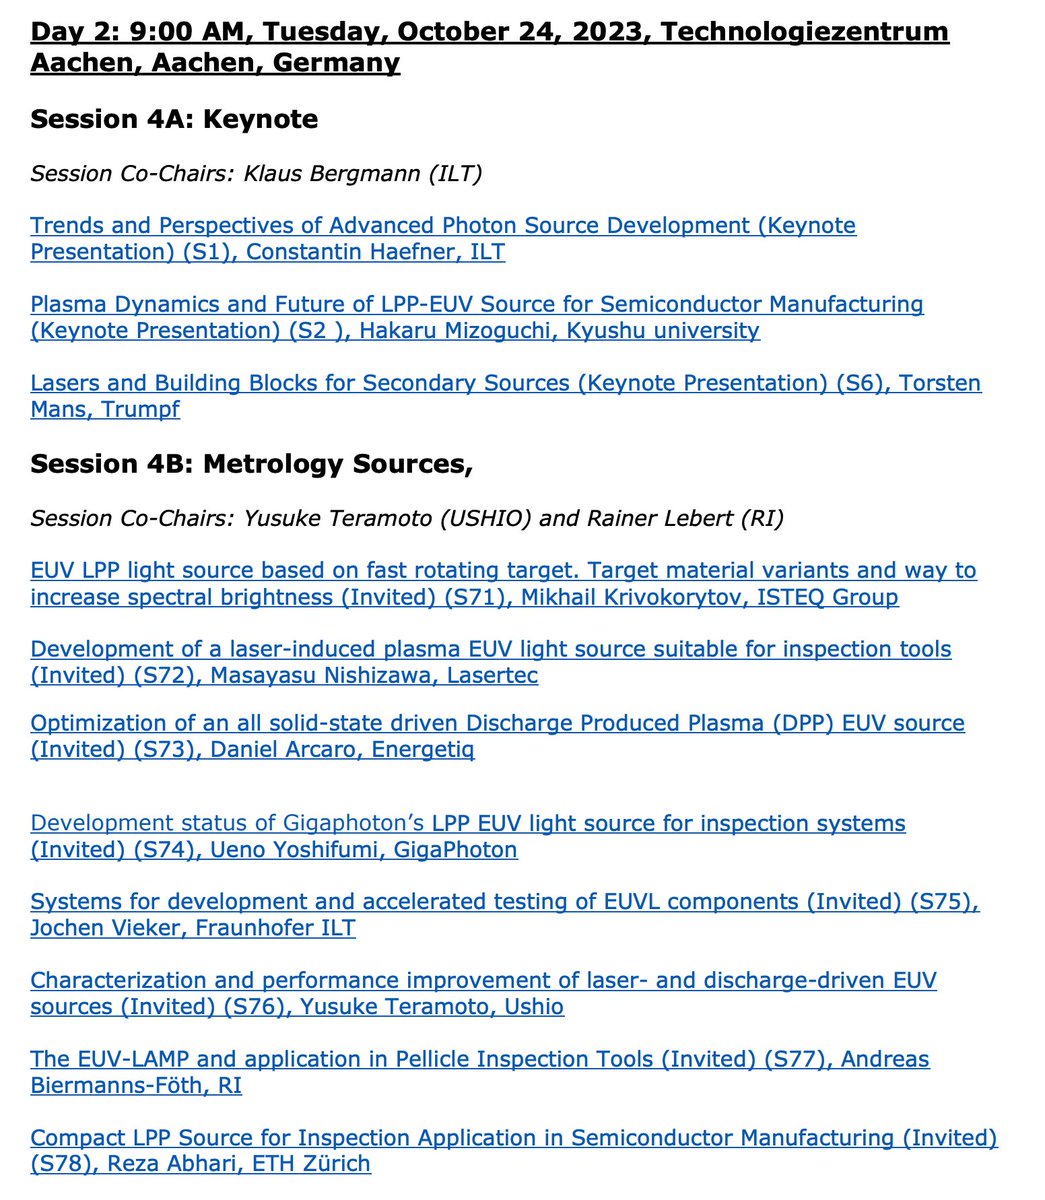 Day 2: 9:00 AM, Tuesday, October 24, 2023, Technologiezentrum
Aachen, Aachen, Germany
Session 4A: Keynote
Session Co-Chairs: Klaus Bergmann (ILT)
Trends and Perspectives of Advanced Photon Source Development (Keynote
Presentation) (S1), Constantin Haefner, ILT
Plasma Dynamics and Future of LPP-EUV Source for Semiconductor Manufacturing
(Keynote Presentation) (S2 ), Hakaru Mizoguchi, Kyushu university
Lasers and Building Blocks for Secondary Sources (Keynote Presentation) (S6), Torsten
Mans, Trumpf
Session 4B: Metrology Sources,
Session Co-Chairs: Yusuke Teramoto (USHIO) and Rainer Lebert (RI)
EUV LPP light source based on fast rotating target. Target material variants and way to
increase spectral brightness (Invited) (S71), Mikhail Krivokorytov, ISTEQ Group
Development of a laser-induced plasma EUV light source suitable for inspection tools
(Invited) (S72), Masayasu Nishizawa, Lasertec
Optimization of an all solid-state driven Discharge Produced Plasma (DPP) EUV source
(Invited) (S73), Daniel Arcaro, Energetiq
Development status of Gigaphoton’s LPP EUV light source for inspection systems
(Invited) (S74), Ueno Yoshifumi, GigaPhoton
Systems for development and accelerated testing of EUVL components (Invited) (S75),
Jochen Vieker, Fraunhofer ILT
Characterization and performance improvement of laser- and discharge-driven EUV
sources (Invited) (S76), Yusuke Teramoto, Ushio
The EUV-LAMP and application in Pellicle Inspection Tools (Invited) (S77), Andreas
Biermanns-Föth, RI
Compact LPP Source for Inspection Application in Semiconductor Manufacturing (Invited)
(S78), Reza Abhari, ETH Zürich